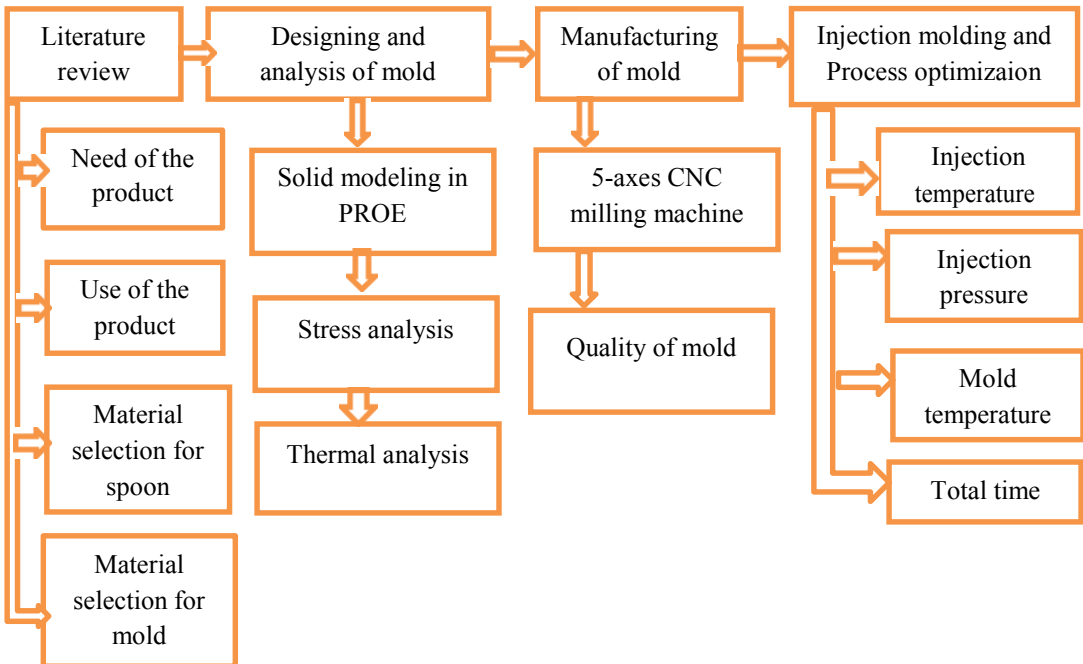 Literature
review
Designing and
analysis of mold
Manufacturing
of mold
Injection molding and
Process optimizaion
Need of the
product
Use of the
product
Material
selection for
spoon
Material
selection for
mold
Solid modeling in
PROE
Stress analysis
Thermal analysis
5-axes CNC
milling machine
Quality of mold
Injection
temperature
Injection
pressure
Mold
temperature
Total time